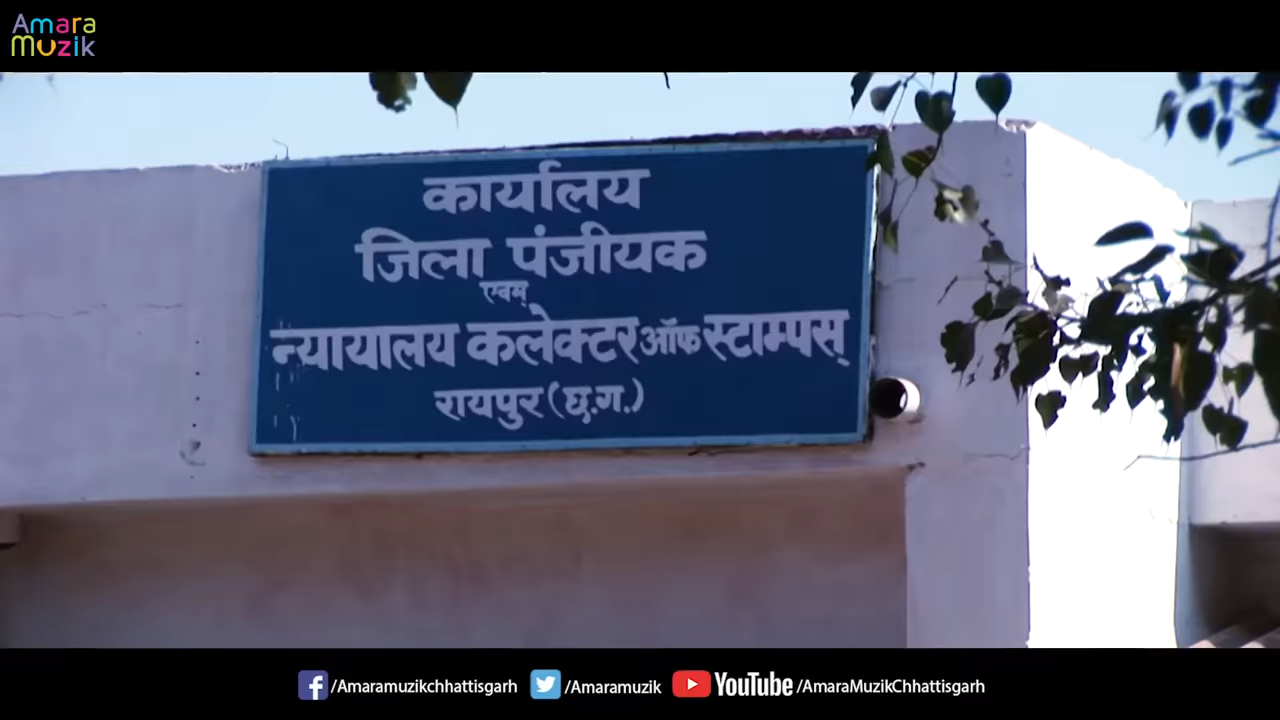 Amara
Muzik
कार्यालय
जिला पंजीयक
एवम्
न्यायालय कलेक्टर ऑफ स्टाम्पस्
रायपुर (छ.ग.)
/Amaramuzikchhattisgarh /Amaramuzik YouTube /AmaraMuzikChhattisgarh